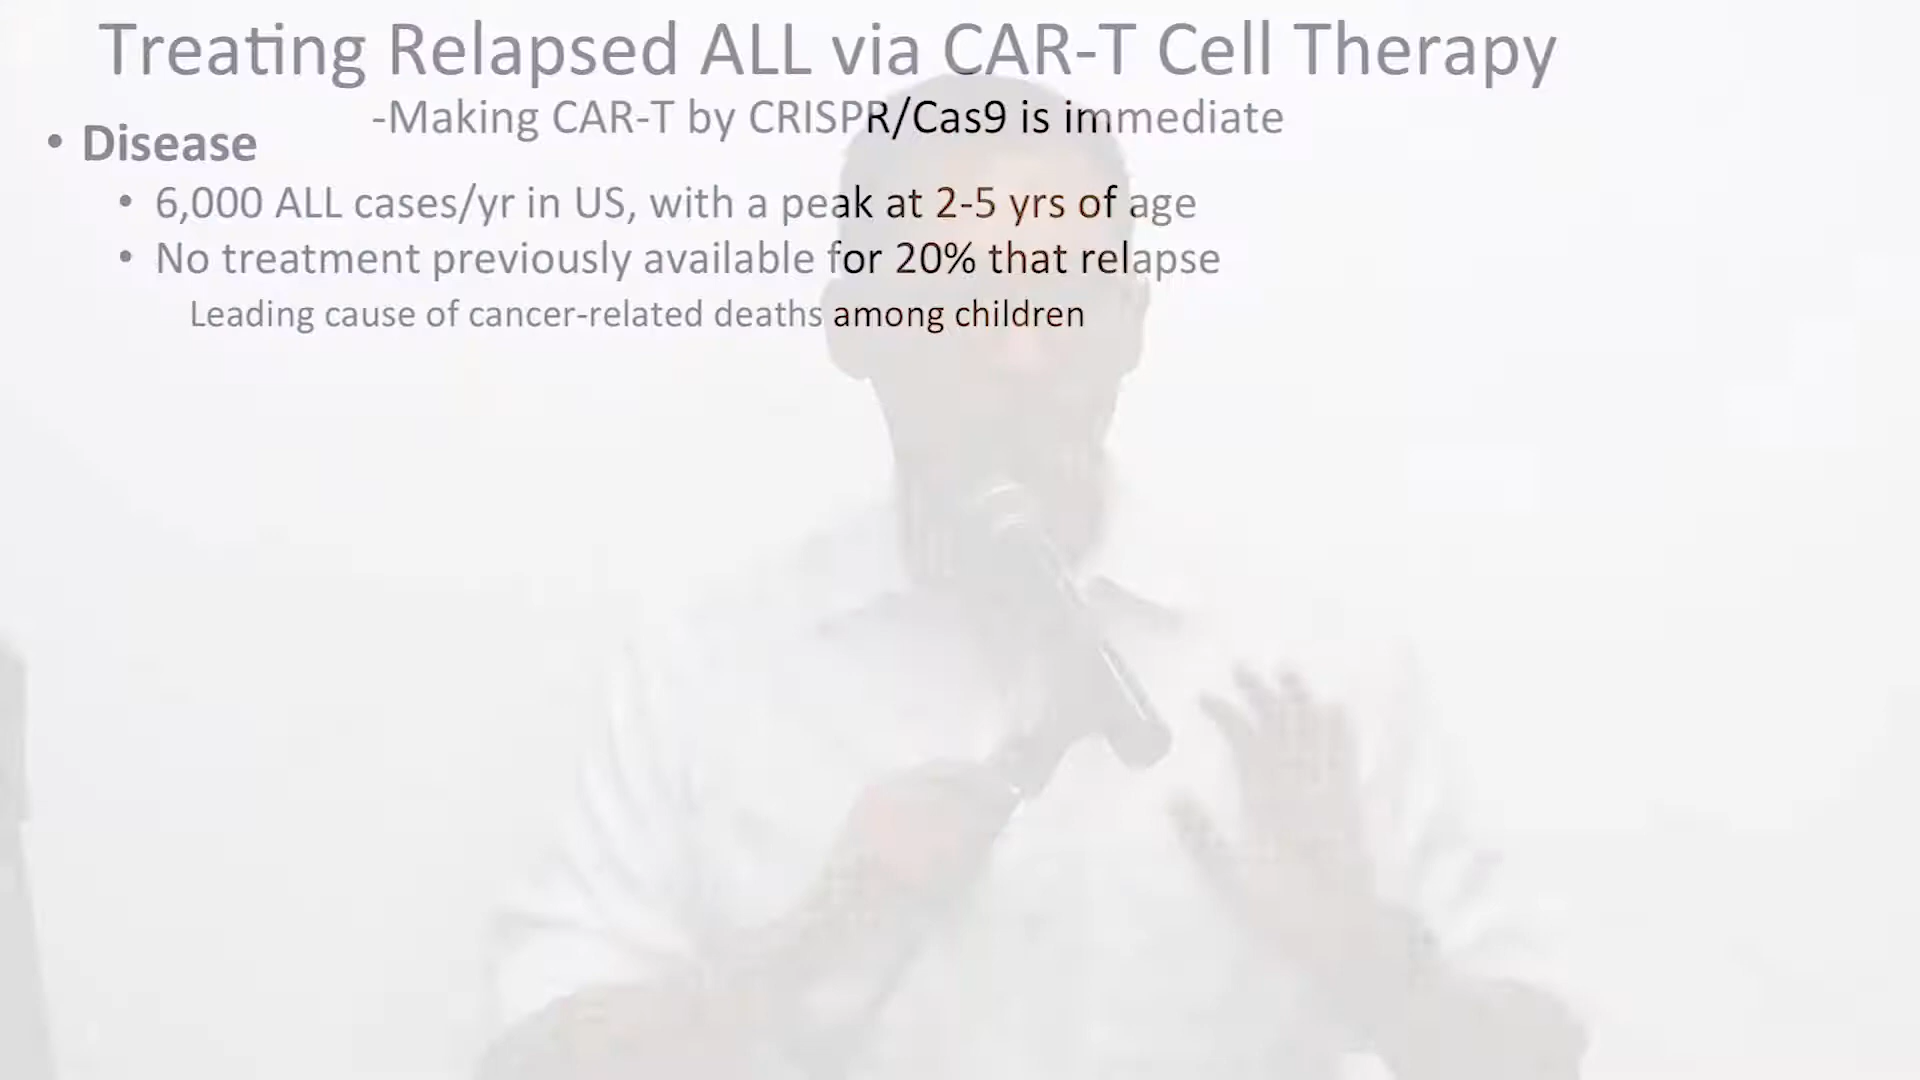 Treating Relapsed ALL via CAR-T Cell Therapy
-Making CAR-T by CRISPR/Cas9 is immediate
• Disease
• 6,000 ALL cases/yr in US, with a peak at 2-5 yrs of age
• No treatment previously available for 20% that relapse
Leading cause of cancer-related deaths among children